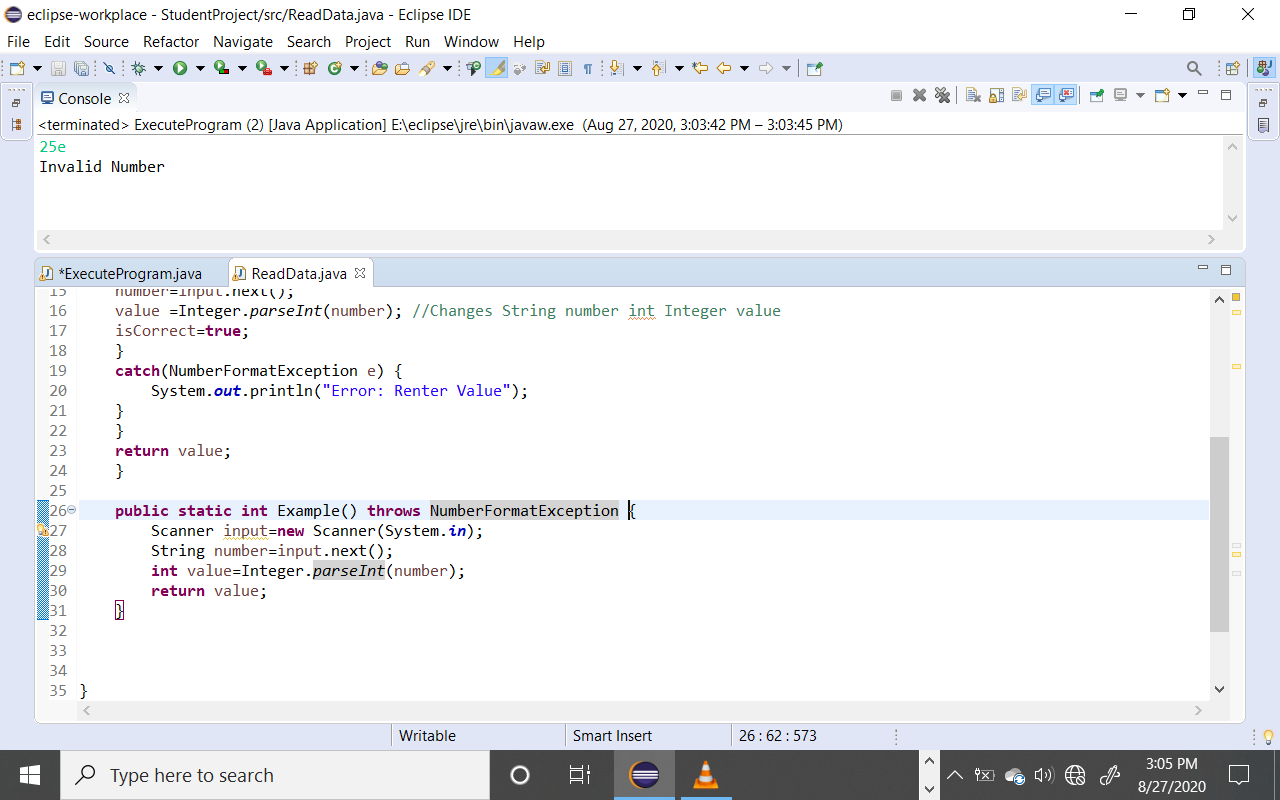 eclipse-workplace - StudentProject/src/ReadData.java - Eclipse IDE
File Edit Source Refactor Navigate Search Project Run Window Help
Console
<terminated> ExecuteProgram (2) [Java Application] E:\eclipse\jre\bin\javaw.exe (Aug 27, 2020, 3:03:42 PM – 3:03:45 PM)
25e
Invalid Number
*ExecuteProgram.java ReadData.java
15 number=input.next();
16 value =Integer.parseInt(number); //Changes String number int Integer value
17 isCorrect=true;
18 }
19 catch(NumberFormatException e) {
20 System.out.println("Error: Renter Value");
21 }
22 }
23 return value;
24 }
25
26 public static int Example() throws NumberFormatException {
27 Scanner input=new Scanner(System.in);
28 String number=input.next();
29 int value=Integer.parseInt(number);
30 return value;
31 }
32
33
34
35 }
Writable Smart Insert 26 : 62 : 573
Type here to search
3:05 PM
8/27/2020